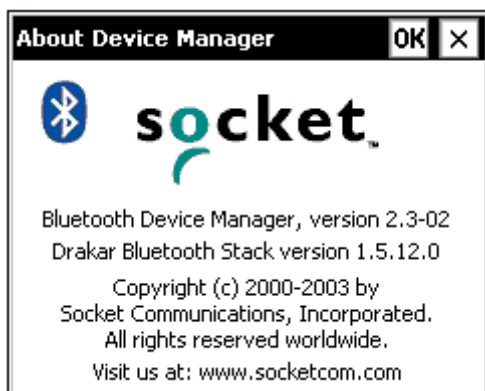 About Device Manager OK ×
socket™
Bluetooth Device Manager, version 2.3-02
Drakar Bluetooth Stack version 1.5.12.0
Copyright (c) 2000-2003 by
Socket Communications, Incorporated.
All rights reserved worldwide.
Visit us at: www.socketcom.com